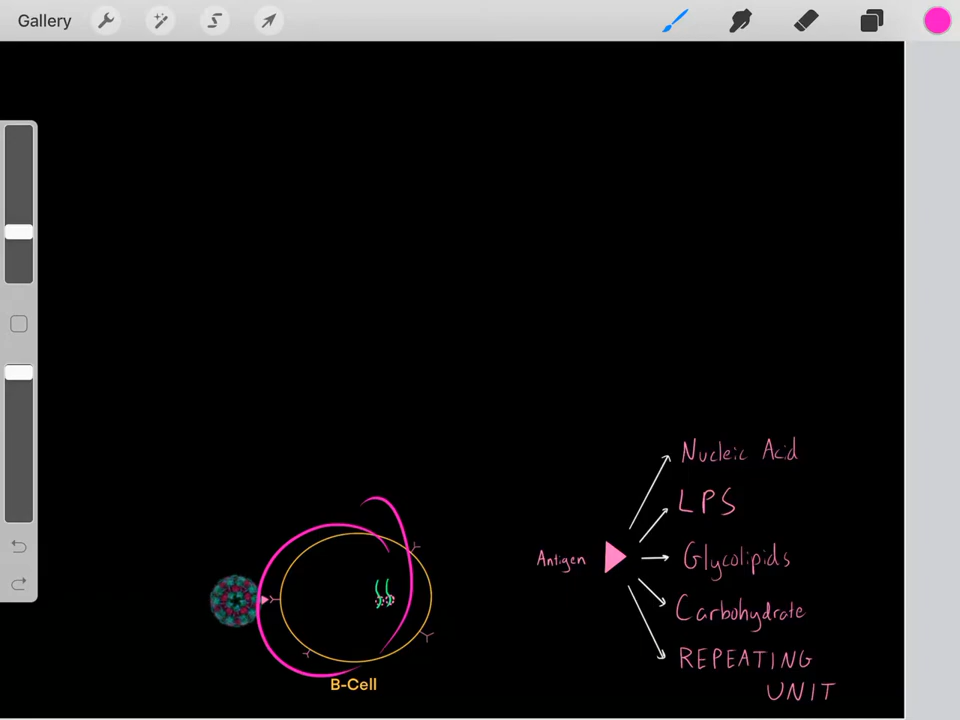 Gallery
Nucleic Acid
LPS
Antigen
Glycolipids
Carbohydrate
REPEATING
UNIT
B-Cell